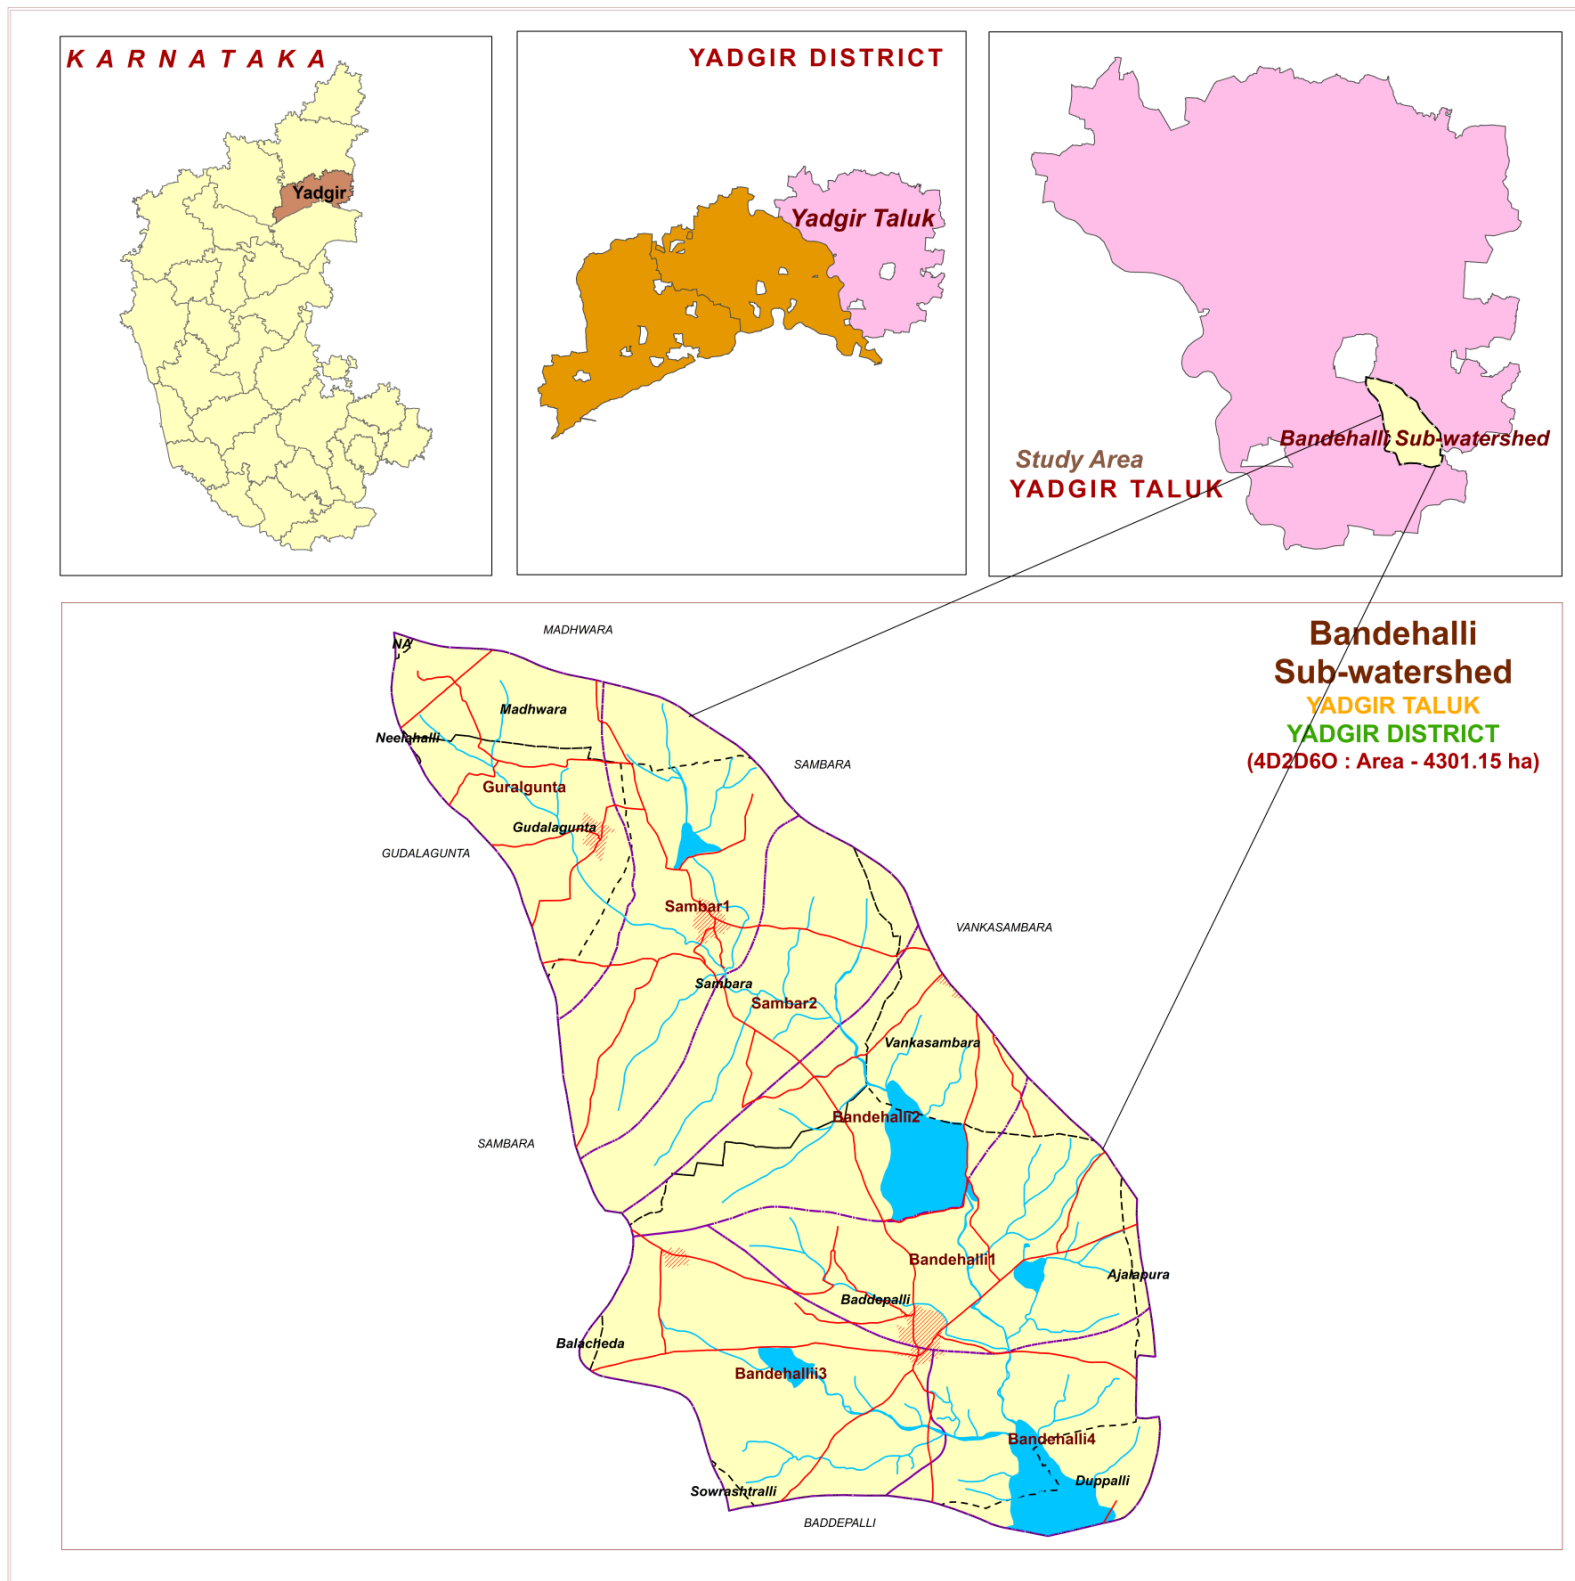 K A R N A T A K A
Yadgir
YADGIR DISTRICT
Yadgir Taluk
Bandehalli Sub-watershed
Study Area
YADGIR TALUK
Bandehalli
Sub-watershed
YADGIR TALUK
YADGIR DISTRICT
(4D2D6O : Area - 4301.15 ha)
MADHWARA
NA
Madhwara
Neelahalli
SAMBARA
Guralgunta
Gudalagunta
GUDALAGUNTA
Sambar1
VANKASAMBARA
Sambara
Sambar2
Vankasambara
Bandehalli2
SAMBARA
Bandehalli1
Ajalapura
Baddepalli
Balacheda
Bandehallii3
Bandehalli4
Duppalli
Sowrashtralli
BADDEPALLI